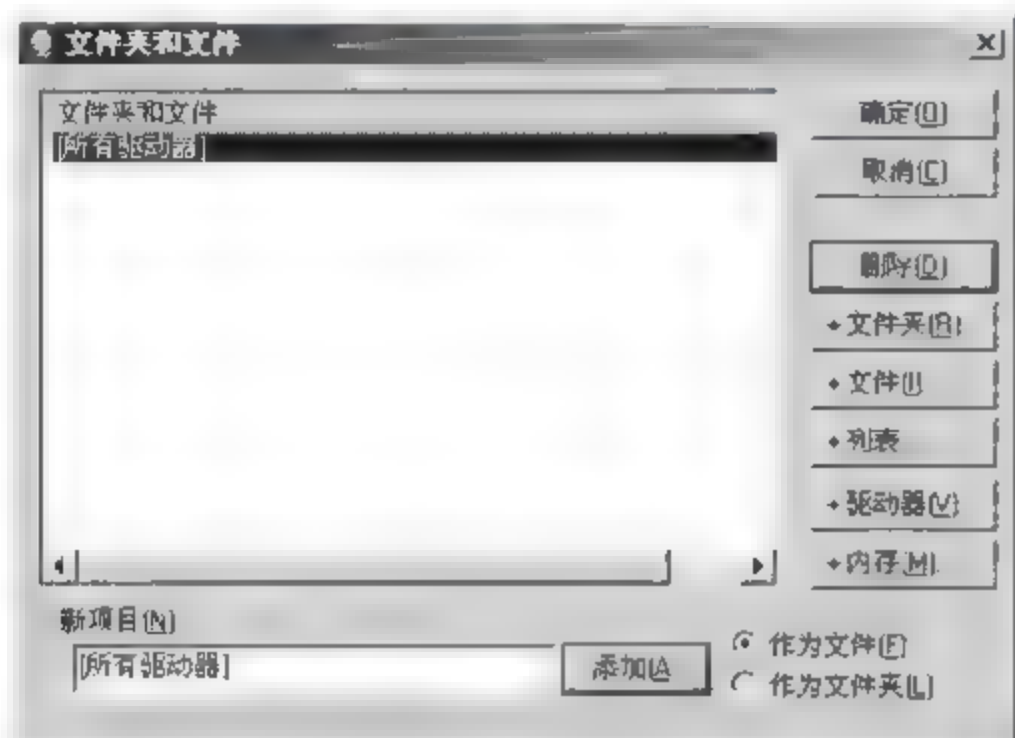 文件夹和文件
文件夹和文件
[所有驱动器]
确定(O)
取消(C)
删除(D)
文件夹(R)
文件(I)
列表
驱动器(V)
内存(M)
新项目(N)
[所有驱动器]
添加(A
作为文件(F)
作为文件夹(L)